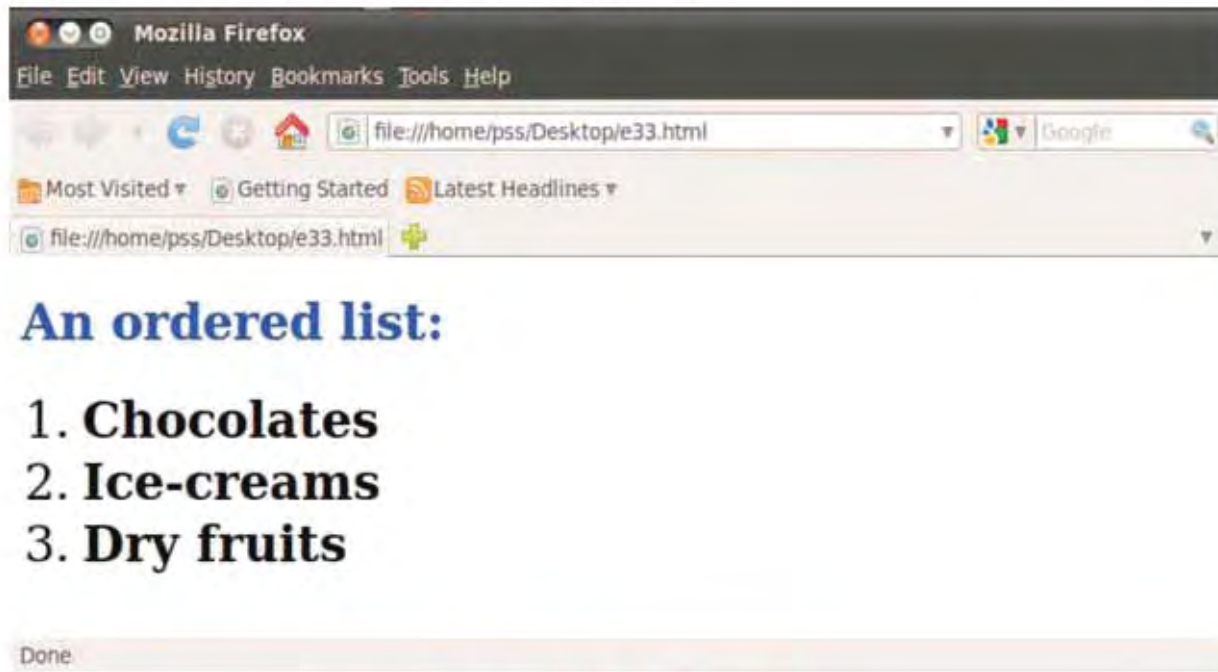 Mozilla Firefox
File Edit View History Bookmarks Tools Help
file:///home/pss/Desktop/e33.html Google
Most Visited Getting Started Latest Headlines
file:///home/pss/Desktop/e33.html
An ordered list:
1. Chocolates
2. Ice-creams
3. Dry fruits
Done